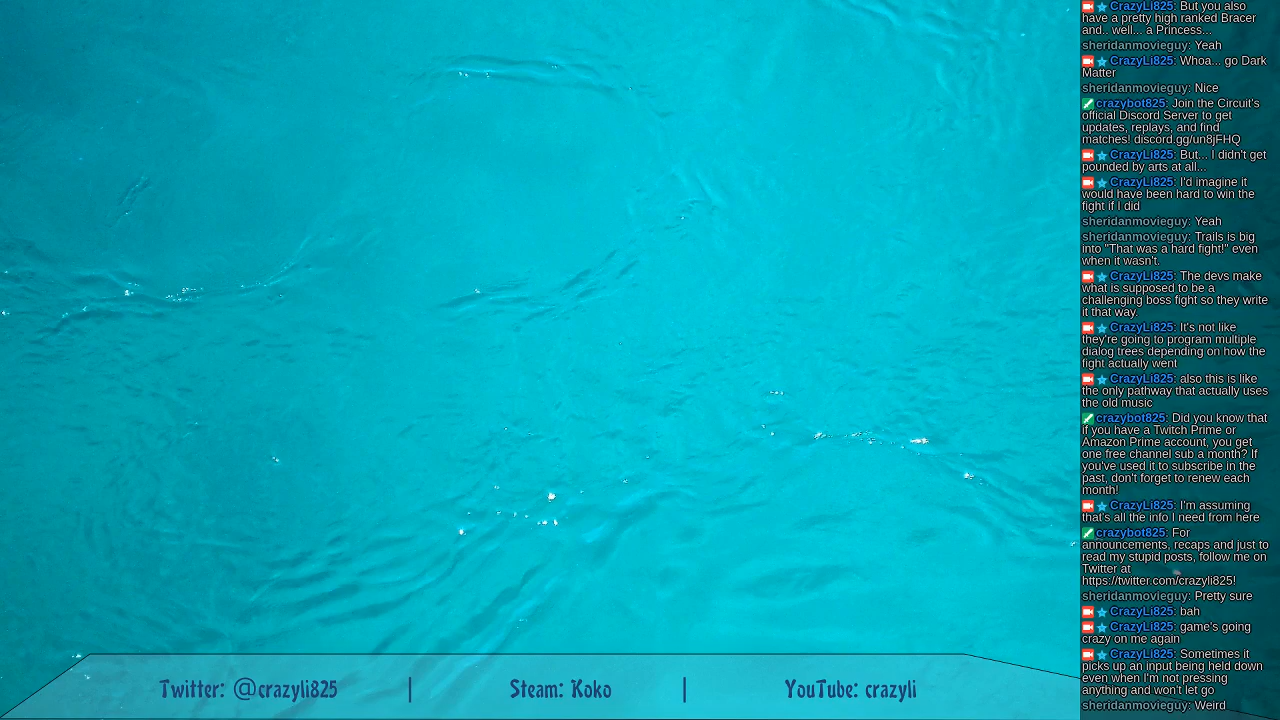 CrazyLi825: But you also
have a pretty high ranked Bracer
and.. well... a Princess...
sheridanmovieguy: Yeah
CrazyLi825: Whoa... go Dark
Matter
sheridanmovieguy: Nice
crazybot825: Join the Circuit's
official Discord Server to get
updates, replays, and find
matches! discord.gg/un8jFHQ
CrazyLi825: But... I didn't get
pounded by arts at all...
CrazyLi825: I'd imagine it
would have been hard to win the
fight if I did
sheridanmovieguy: Yeah
sheridanmovieguy: Trails is big
into "That was a hard fight!" even
when it wasn't.
CrazyLi825: The devs make
what is supposed to be a
challenging boss fight so they write
it that way.
CrazyLi825: It's not like
they're going to program multiple
dialog trees depending on how the
fight actually went
CrazyLi825: also this is like
the only pathway that actually uses
the old music
crazybot825: Did you know that
if you have a Twitch Prime or
Amazon Prime account, you get
one free channel sub a month? If
you've used it to subscribe in the
past, don't forget to renew each
month!
CrazyLi825: I'm assuming
that's all the info I need from here
crazybot825: For
announcements, recaps and just to
read my stupid posts, follow me on
Twitter at
https://twitter.com/crazyli825!
sheridanmovieguy: Pretty sure
CrazyLi825: bah
CrazyLi825: game's going
crazy on me again
CrazyLi825: Sometimes it
picks up an input being held down
even when I'm not pressing
anything and won't let go
sheridanmovieguy: Weird
Twitter: @crazyli825 | Steam: Koko | YouTube: crazyli